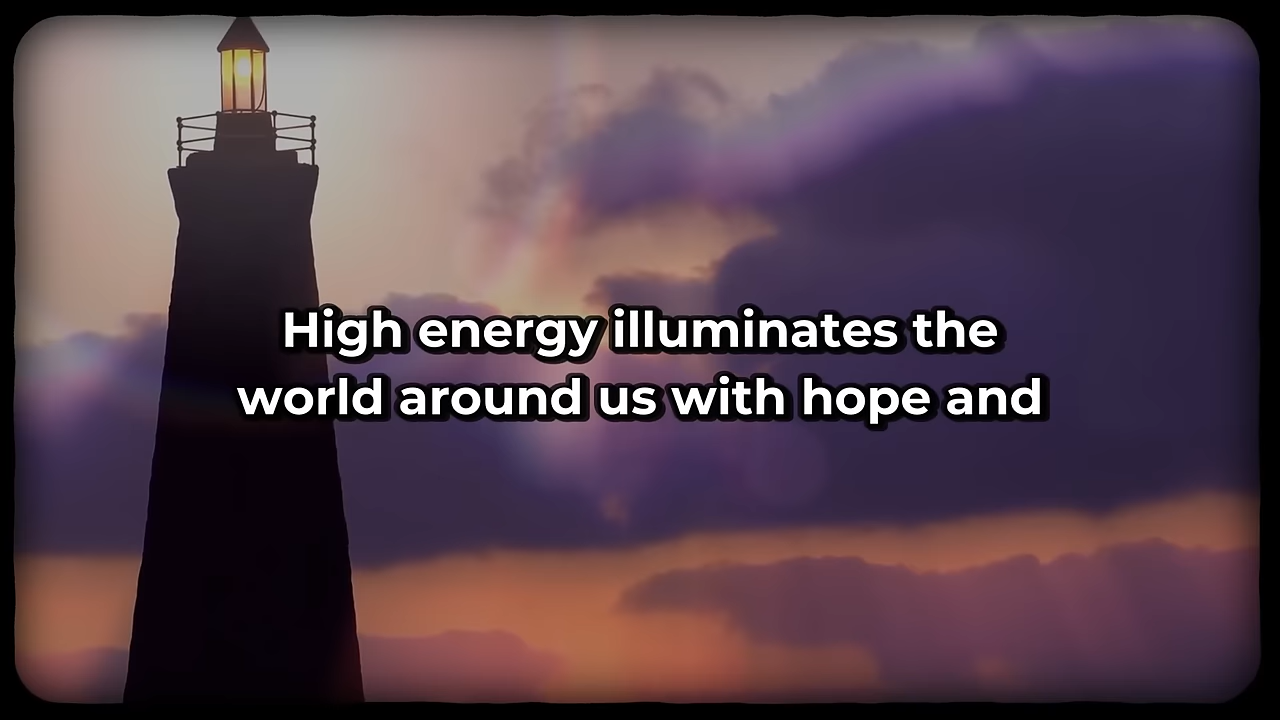 High energy illuminates the
world around us with hope and